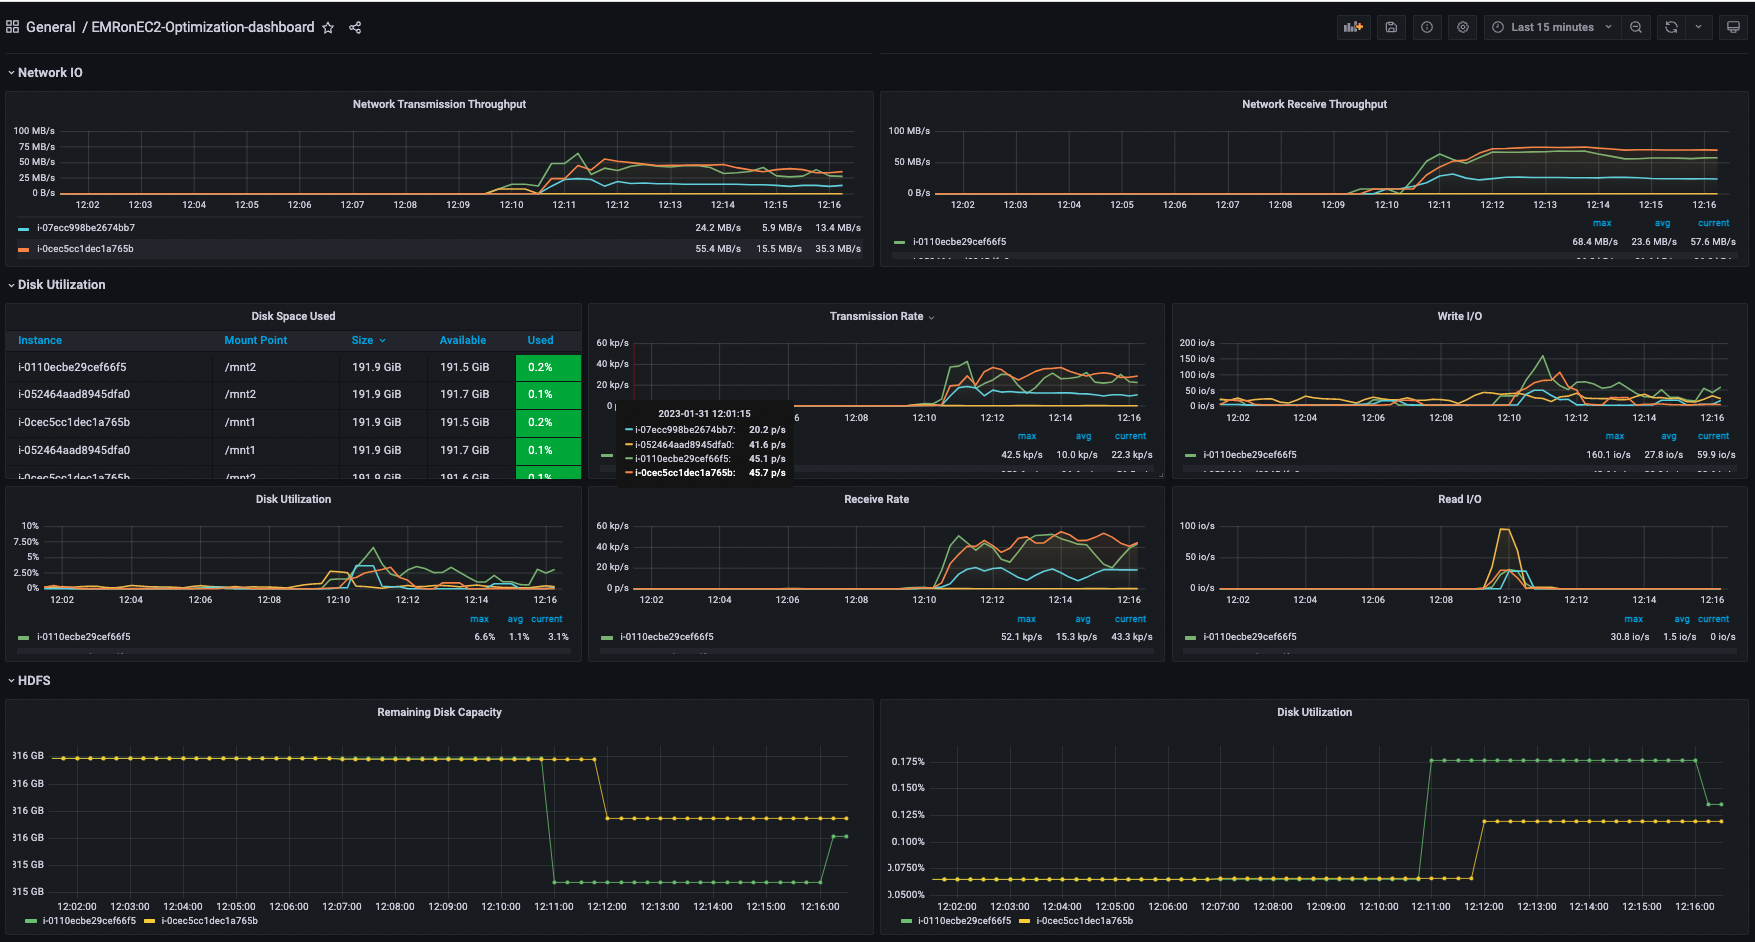 General / EMRonEC2-Optimization-dashboard
Last 15 minutes
Network IO
Network Transmission Throughput
100 MB/s
75 MB/s
50 MB/s
25 MB/s
0 B/s
12:02 12:03 12:04 12:05 12:06 12:07 12:08 12:09 12:10 12:11 12:12 12:13 12:14 12:15 12:16
i-07ecc998be2674bb7 24.2 MB/s 5.9 MB/s 13.4 MB/s
i-0cec5cc1dec1a765b 55.4 MB/s 15.5 MB/s 35.3 MB/s
Network Receive Throughput
100 MB/s
50 MB/s
0 B/s
12:02 12:03 12:04 12:05 12:06 12:07 12:08 12:09 12:10 12:11 12:12 12:13 12:14 12:15 12:16
max avg current
i-0110ecbe29cef66f5 68.4 MB/s 23.6 MB/s 57.6 MB/s
Disk Utilization
Disk Space Used
Instance Mount Point Size Available Used
i-0110ecbe29cef66f5 /mnt2 191.9 GiB 191.5 GiB 0.2%
i-052464aad8945dfa0 /mnt2 191.9 GiB 191.7 GiB 0.1%
i-0cec5cc1dec1a765b /mnt1 191.9 GiB 191.5 GiB 0.2%
i-052464aad8945dfa0 /mnt1 191.9 GiB 191.7 GiB 0.1%
i-0cec5cc1dec1a765b /mnt2 191.9 GiB 191.6 GiB 0.1%
Transmission Rate
60 kp/s
40 kp/s
20 kp/s
0 p
6 12:08 12:10 12:12 12:14 12:16
2023-01-31 12:01:15
i-07ecc998be2674bb7: 20.2 p/s
i-052464aad8945dfa0: 41.6 p/s
i-0110ecbe29cef66f5: 45.1 p/s
i-0cec5cc1dec1a765b: 45.7 p/s
max avg current
42.5 kp/s 10.0 kp/s 22.3 kp/s
Write I/O
200 io/s
150 io/s
100 io/s
50 io/s
0 io/s
12:02 12:04 12:06 12:08 12:10 12:12 12:14 12:16
max avg current
i-0110ecbe29cef66f5 160.1 io/s 27.8 io/s 59.9 io/s
Disk Utilization
10%
7.50%
5%
2.50%
0%
12:02 12:04 12:06 12:08 12:10 12:12 12:14 12:16
max avg current
i-0110ecbe29cef66f5 6.6% 1.1% 3.1%
Receive Rate
60 kp/s
40 kp/s
20 kp/s
0 p/s
12:02 12:04 12:06 12:08 12:10 12:12 12:14 12:16
max avg current
i-0110ecbe29cef66f5 52.1 kp/s 15.3 kp/s 43.3 kp/s
Read I/O
100 io/s
50 io/s
0 io/s
12:02 12:04 12:06 12:08 12:10 12:12 12:14 12:16
max avg current
i-0110ecbe29cef66f5 30.8 io/s 1.5 io/s 0 io/s
HDFS
Remaining Disk Capacity
316 GB
316 GB
316 GB
316 GB
315 GB
315 GB
12:02:00 12:03:00 12:04:00 12:05:00 12:06:00 12:07:00 12:08:00 12:09:00 12:10:00 12:11:00 12:12:00 12:13:00 12:14:00 12:15:00 12:16:00
i-0110ecbe29cef66f5 i-0cec5cc1dec1a765b
Disk Utilization
0.175%
0.150%
0.125%
0.100%
0.0750%
0.0500%
12:02:00 12:03:00 12:04:00 12:05:00 12:06:00 12:07:00 12:08:00 12:09:00 12:10:00 12:11:00 12:12:00 12:13:00 12:14:00 12:15:00 12:16:00
i-0110ecbe29cef66f5 i-0cec5cc1dec1a765b